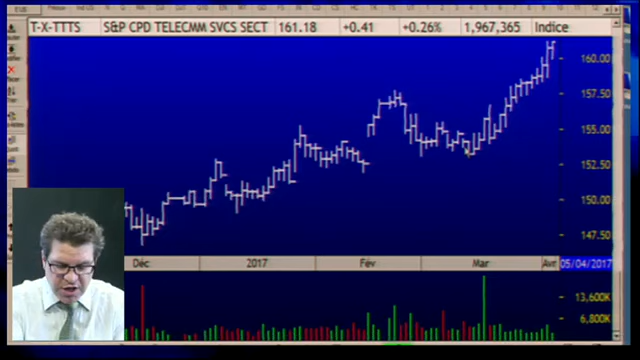 T-X-TTTS S&P CPD TELECMM SVCS SECT 161.18 +0.41 +0.26% 1,967,365 Indice
160.00
157.50
155.00
152.50
150.00
147.50
Déc 2017 Fév Mar Avr 05/04/2017
13,600K
6,800K